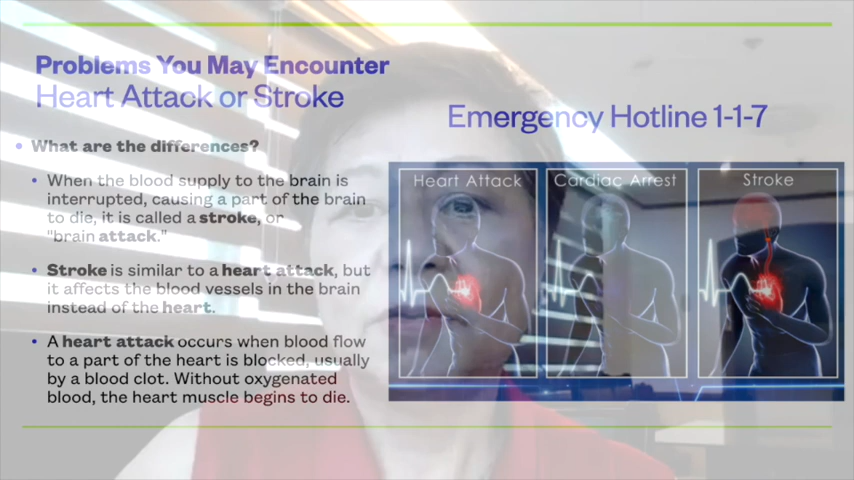 Problems You May Encounter
Heart Attack or Stroke
• What are the differences?
• When the blood supply to the brain is
interrupted, causing a part of the brain
to die, it is called a stroke, or
"brain attack."
• Stroke is similar to a heart attack, but
it affects the blood vessels in the brain
instead of the heart.
• A heart attack occurs when blood flow
to a part of the heart is blocked, usually
by a blood clot. Without oxygenated
blood, the heart muscle begins to die.
Emergency Hotline 1-1-7
Heart Attack
Cardiac Arrest
Stroke